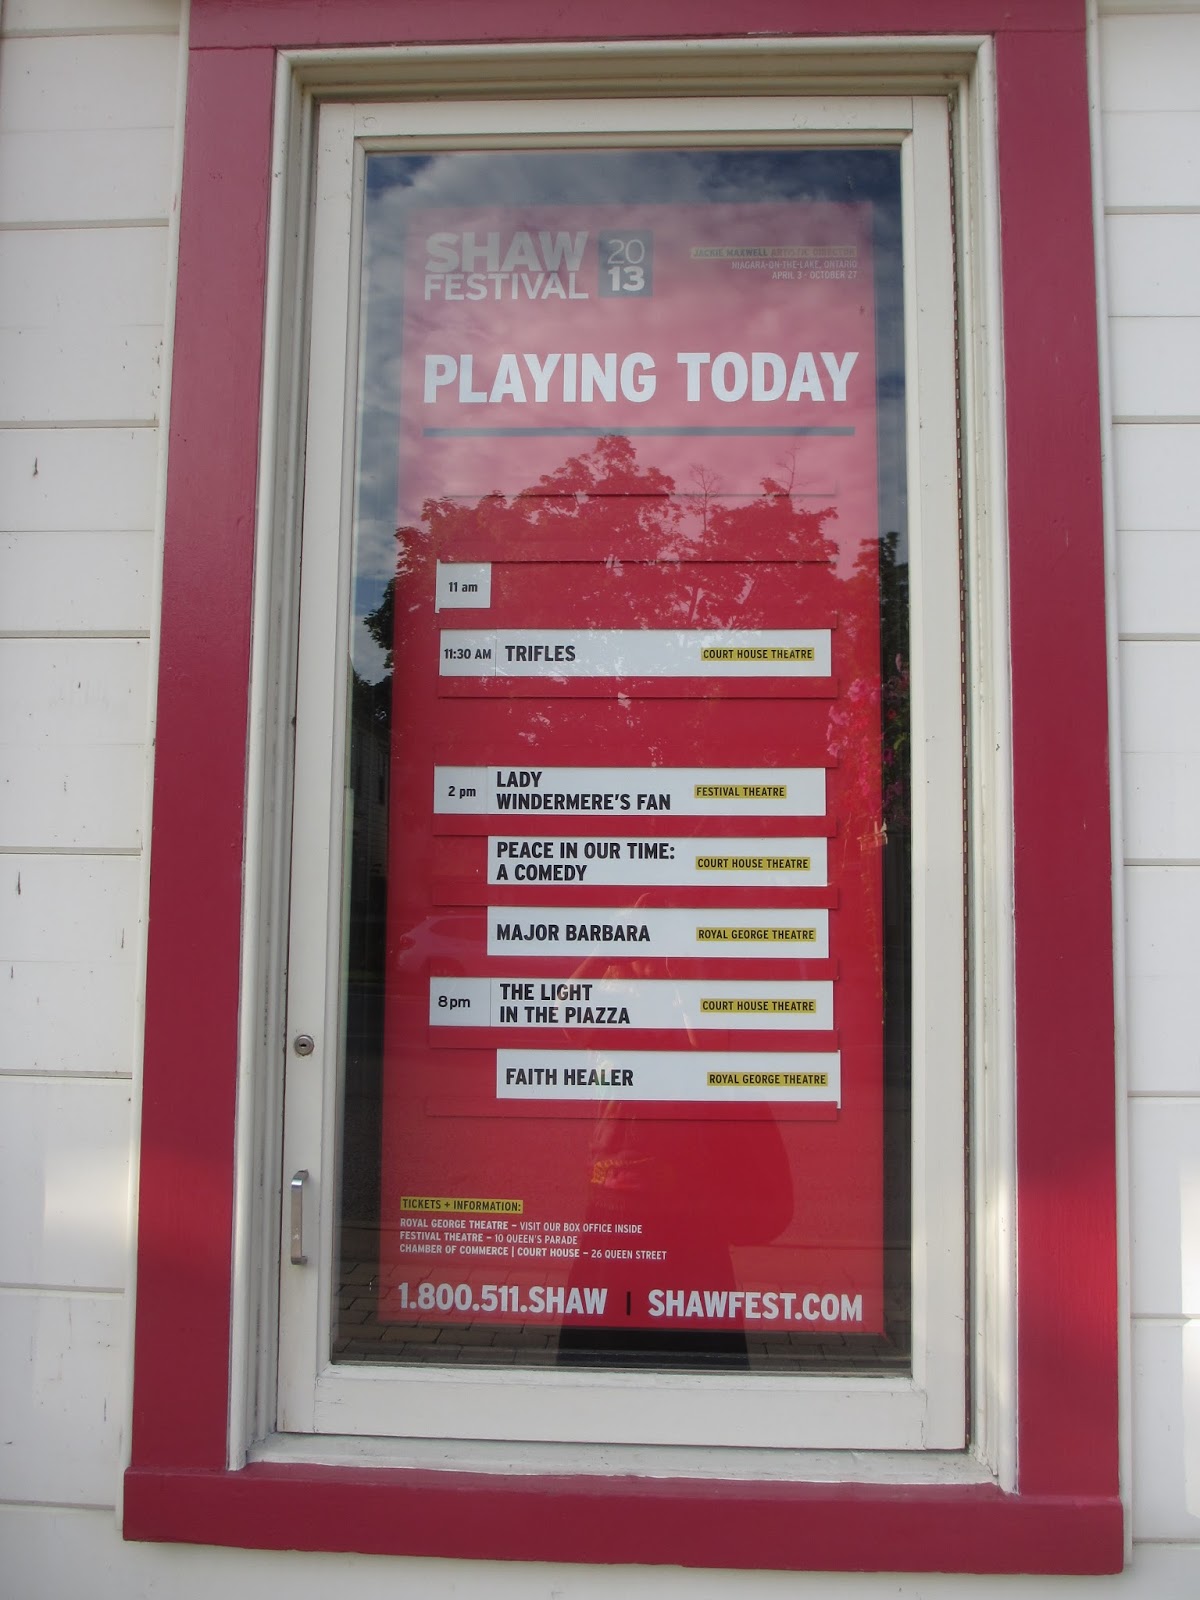 SHAW
FESTIVAL
20
13
JACKIE MAXWELL ARTISTIC DIRECTOR
NIAGARA-ON-THE-LAKE, ONTARIO
APRIL 3 - OCTOBER 27
PLAYING TODAY
11 am
11:30 AM TRIFLES COURT HOUSE THEATRE
2 pm LADY
WINDERMERE'S FAN FESTIVAL THEATRE
PEACE IN OUR TIME:
A COMEDY COURT HOUSE THEATRE
MAJOR BARBARA ROYAL GEORGE THEATRE
8pm THE LIGHT
IN THE PIAZZA COURT HOUSE THEATRE
FAITH HEALER ROYAL GEORGE THEATRE
TICKETS + INFORMATION:
ROYAL GEORGE THEATRE – VISIT OUR BOX OFFICE INSIDE
FESTIVAL THEATRE – 10 QUEEN'S PARADE
CHAMBER OF COMMERCE | COURT HOUSE – 26 QUEEN STREET
1.800.511.SHAW | SHAWFEST.COM